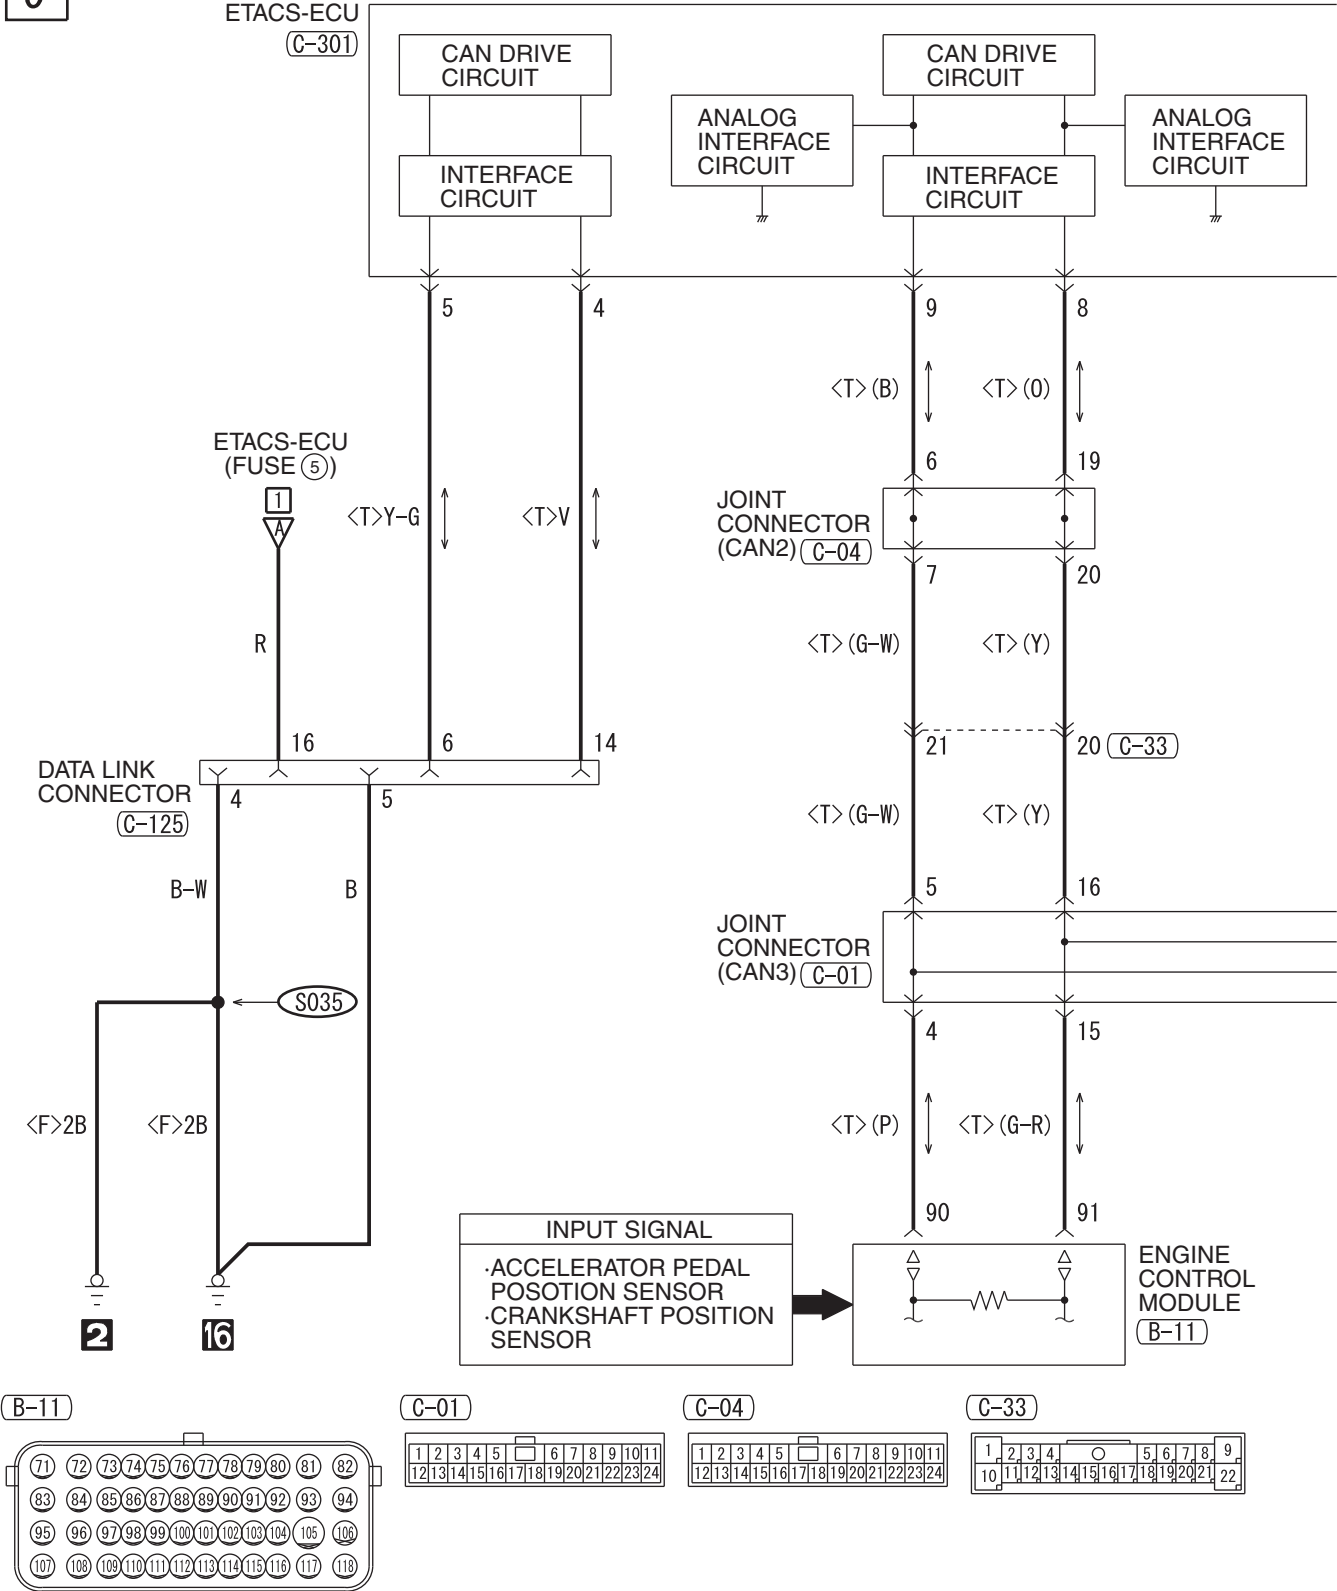 ETACS-ECU
C-301
CAN DRIVE
CIRCUIT
CAN DRIVE
CIRCUIT
ANALOG
INTERFACE
CIRCUIT
ANALOG
INTERFACE
CIRCUIT
INTERFACE
CIRCUIT
INTERFACE
CIRCUIT
5
4
9
8
<T>(B)
<T>(O)
ETACS-ECU
(FUSE 5)
1
A
<T>Y-G
<T>V
6
19
JOINT
CONNECTOR
(CAN2) C-04
7
20
R
<T>(G-W)
<T>(Y)
16
6
14
21
20 C-33
DATA LINK
CONNECTOR
C-125
4
5
<T>(G-W)
<T>(Y)
B-W
B
5
16
JOINT
CONNECTOR
(CAN3) C-01
S035
4
15
<F>2B
<F>2B
<T>(P)
<T>(G-R)
90
91
INPUT SIGNAL
·ACCELERATOR PEDAL
POSOTION SENSOR
·CRANKSHAFT POSITION
SENSOR
ENGINE
CONTROL
MODULE
B-11
2
16
B-11
71 72 73 74 75 76 77 78 79 80 81 82
83 84 85 86 87 88 89 90 91 92 93 94
95 96 97 98 99 100 101 102 103 104 105 106
107 108 109 110 111 112 113 114 115 116 117 118
C-01
1 2 3 4 5 6 7 8 9 10 11
12 13 14 15 16 17 18 19 20 21 22 23 24
C-04
1 2 3 4 5 6 7 8 9 10 11
12 13 14 15 16 17 18 19 20 21 22 23 24
C-33
1 2 3 4 5 6 7 8 9
10 11 12 13 14 15 16 17 18 19 20 21 22